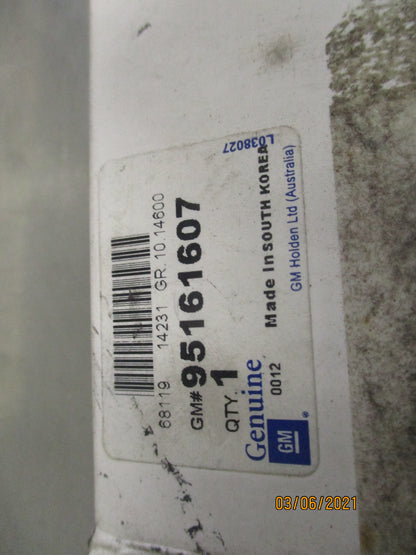 68119 14231 GR.10.14600
GM# 95161607
QTY. 1
Genuine GM ®
0012
Made In SOUTH KOREA
GM Holden Ltd (Australia)
L038027
03/06/2021